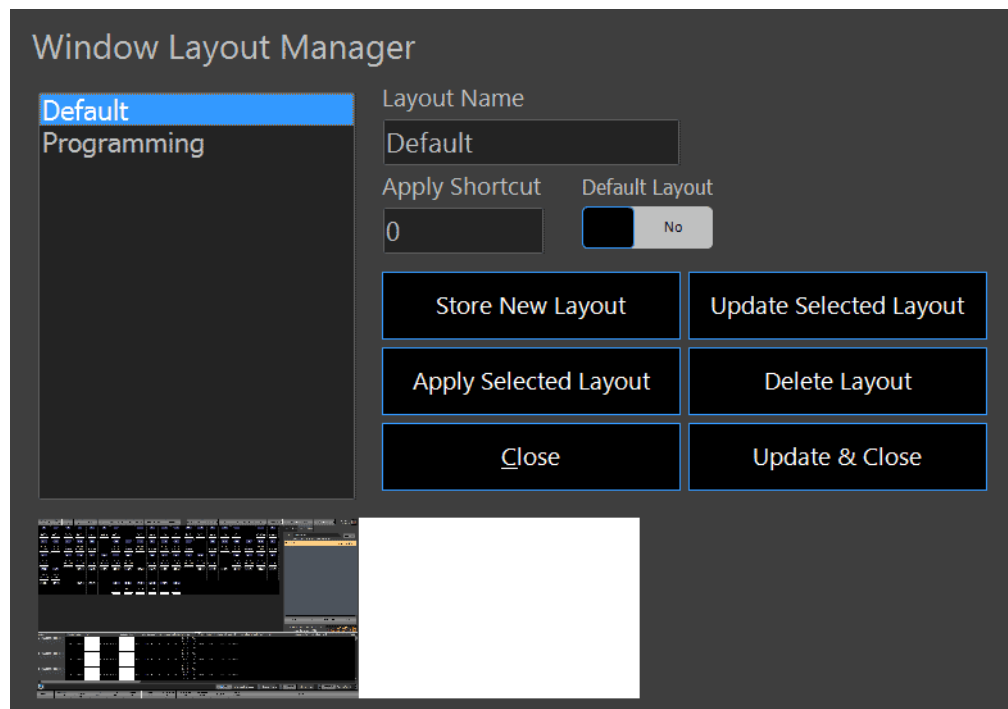 Window Layout Manager
Default
Programming
Layout Name
Default
Apply Shortcut
Default Layout
0
No
Store New Layout
Update Selected Layout
Apply Selected Layout
Delete Layout
Close
Update & Close